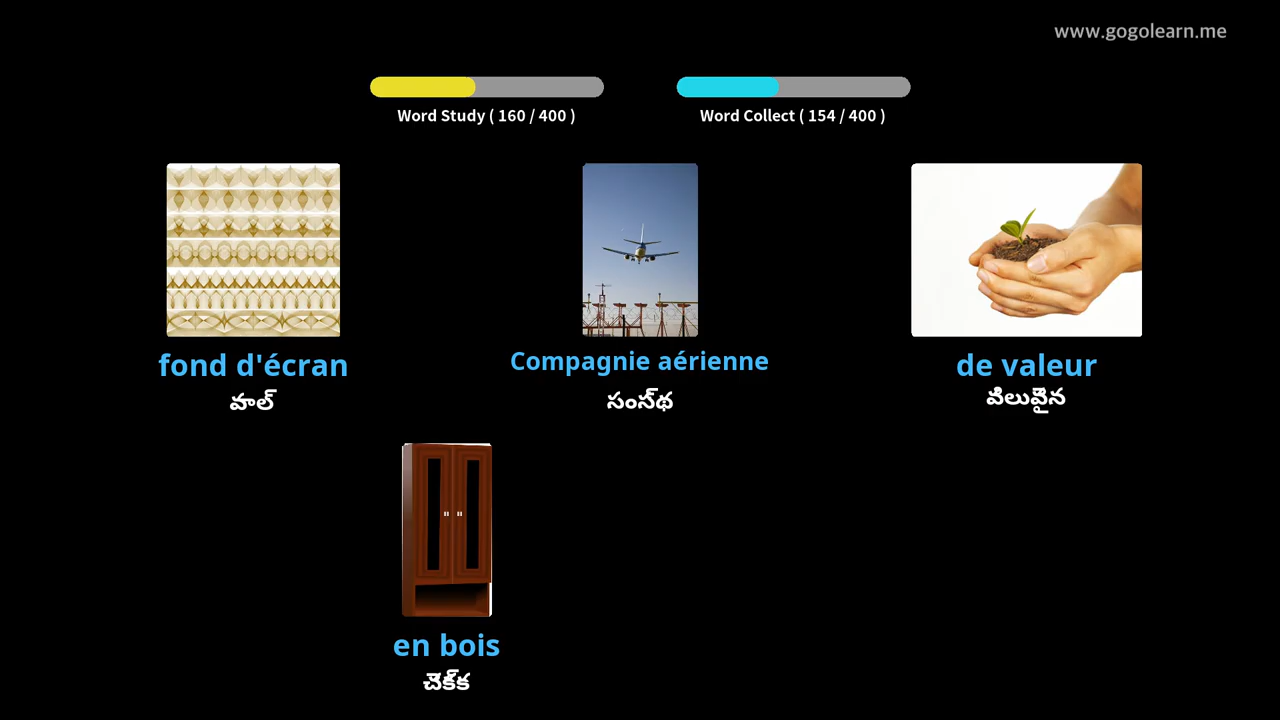 www.gogolearn.me
Word Study ( 160 / 400 )
Word Collect ( 154 / 400 )
fond d'écran
Compagnie aérienne
de valeur
వాల్
సంస్థ
విలువైన
en bois
చెక్క